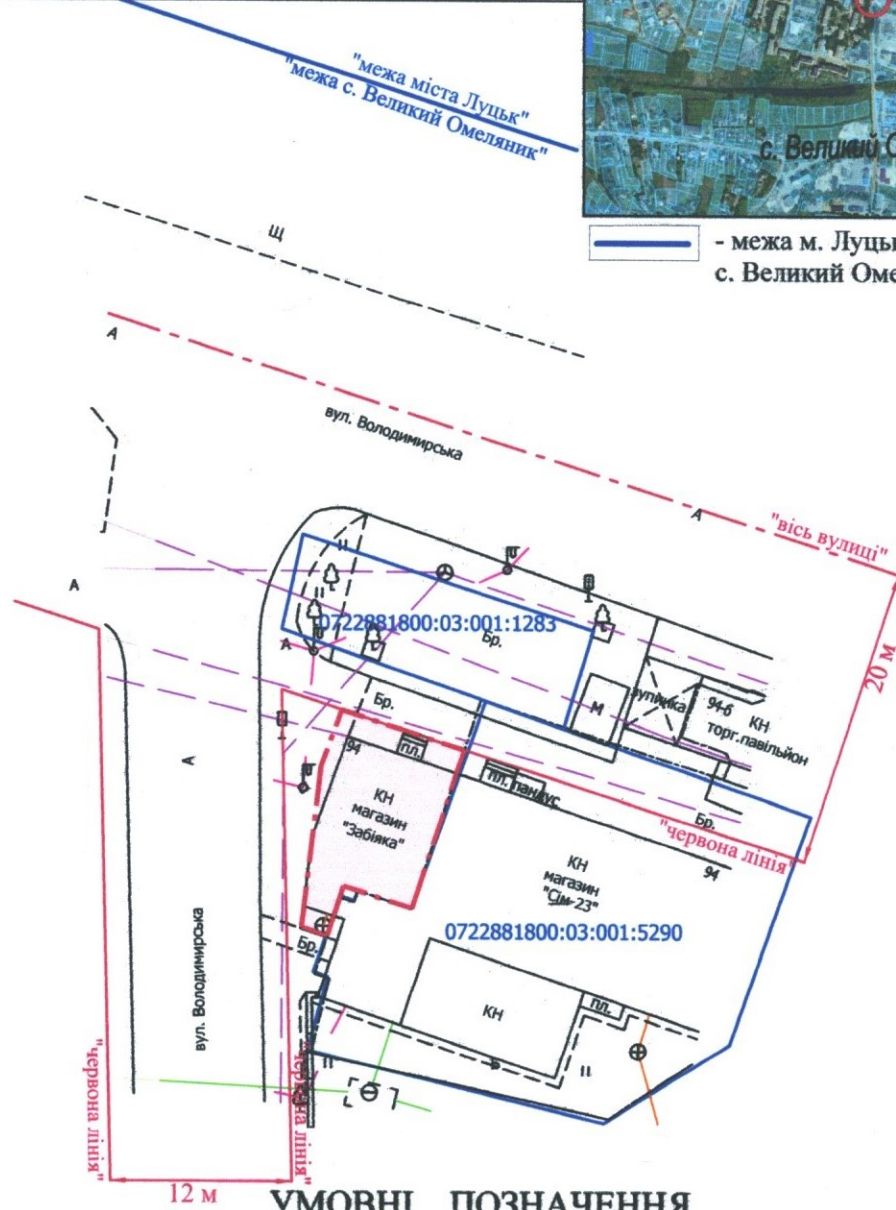 "межа міста Луцьк"
"межа с. Великий Омеляник"
с. Великий О
- межа м. Луць
с. Великий Оме
Щ
А
вул. Володимирська
А
"вісь вулиці"
А
0722881800:03:001:1283
Бр.
А
20 м
Бр.
М
зупинка
94-б
КН
торг.павільйон
А
94
пл.
пл.
пандус
КН
магазин
"Забіяка"
Бр.
"червона лінія"
94
КН
магазин
"Сім-23"
0722881800:03:001:5290
Бр.
вул. Володимирська
КН
пл.
"червона лінія"
"червона лінія"
12 м
УМОВНІ ПОЗНАЧЕННЯ